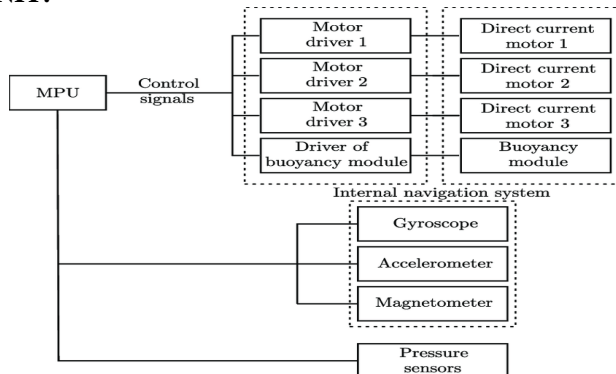 Motor
driver 1
Direct current
motor 1
MPU
Control
signals
Motor
driver 2
Direct current
motor 2
Motor
driver 3
Direct current
motor 3
Driver of
buoyancy module
Buoyancy
module
Internal navigation system
Gyroscope
Accelerometer
Magnetometer
Pressure
sensors